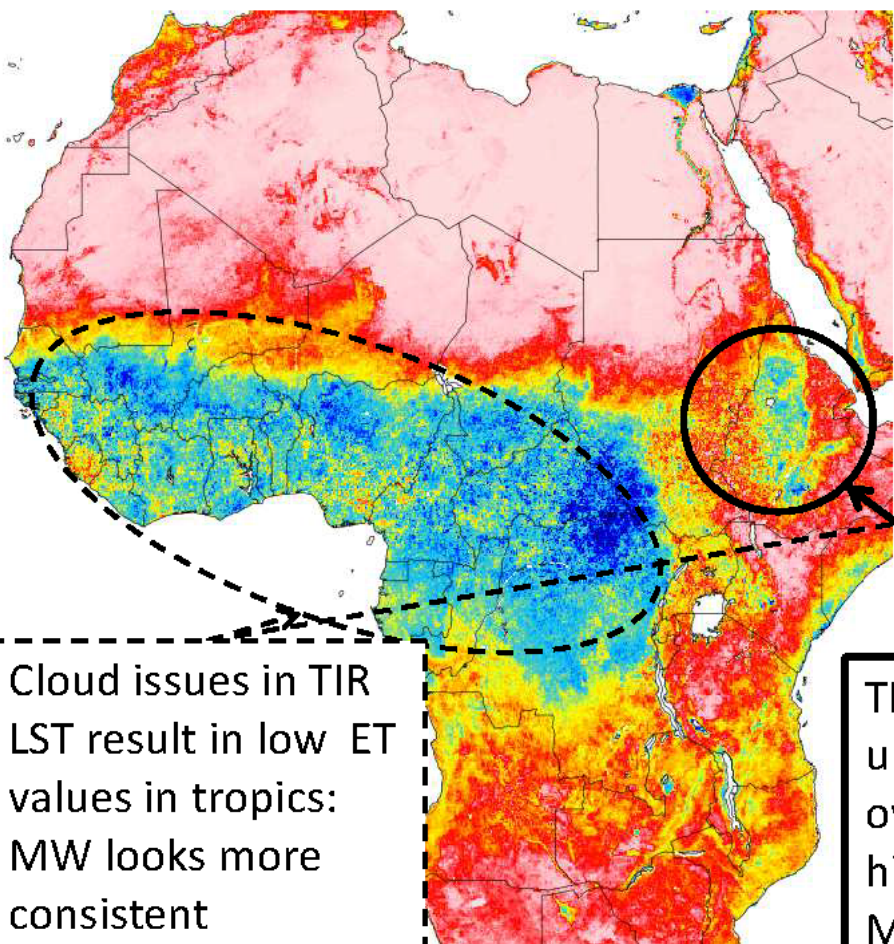 Cloud issues in TIR
LST result in low ET
values in tropics:
MW looks more
consistent